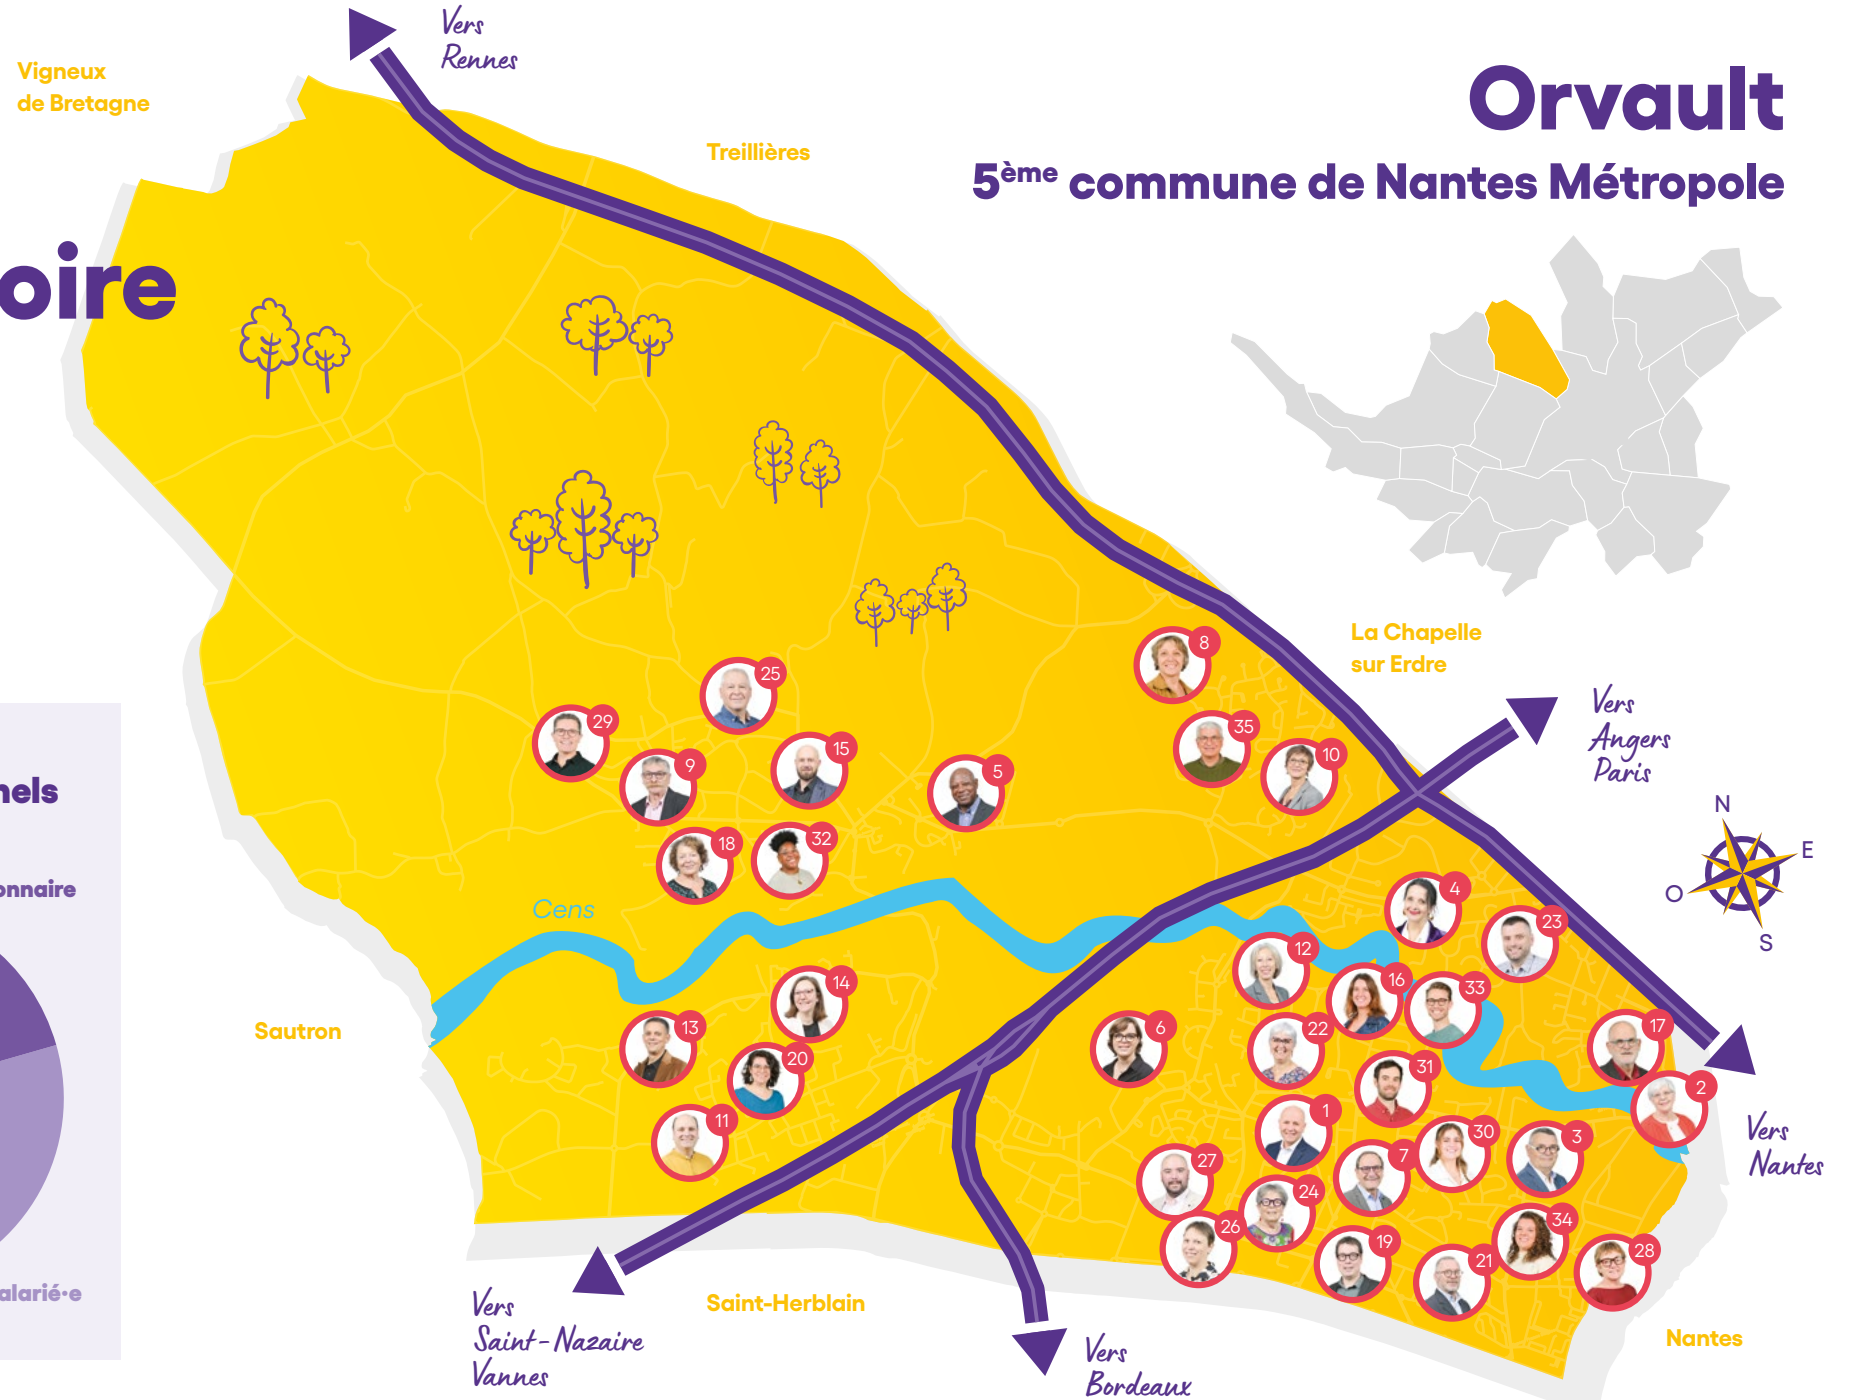 Vers
Rennes
Vigneux
de Bretagne
Treillières
Orvault
5ème commune de Nantes Métropole
oire
La Chapelle
sur Erdre
Vers
Angers
Paris
N
E
O
S
8
25
35
29
15
10
9
5
nels
18
32
onnaire
4
Cens
23
12
14
16
33
Sautron
13
6
22
17
20
31
2
11
1
30
3
Vers
Nantes
27
7
24
26
19
34
21
28
alarié·e
Vers
Saint-Nazaire
Vannes
Saint-Herblain
Vers
Bordeaux
Nantes